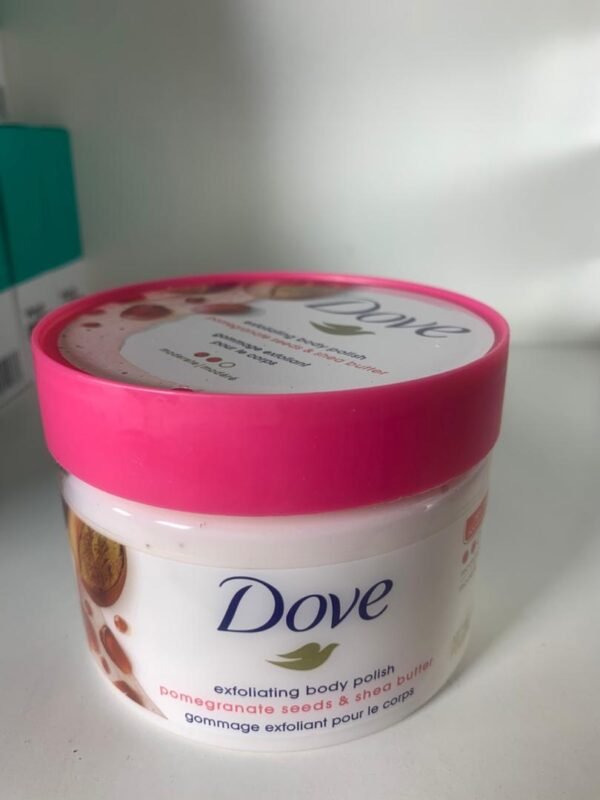 Dove
exfoliating body polish
pomegranate seeds & shea butter
gommage exfoliant
pour le corps
moderate/modéré
Dove
exfoliating body polish
pomegranate seeds & shea butter
gommage exfoliant pour le corps